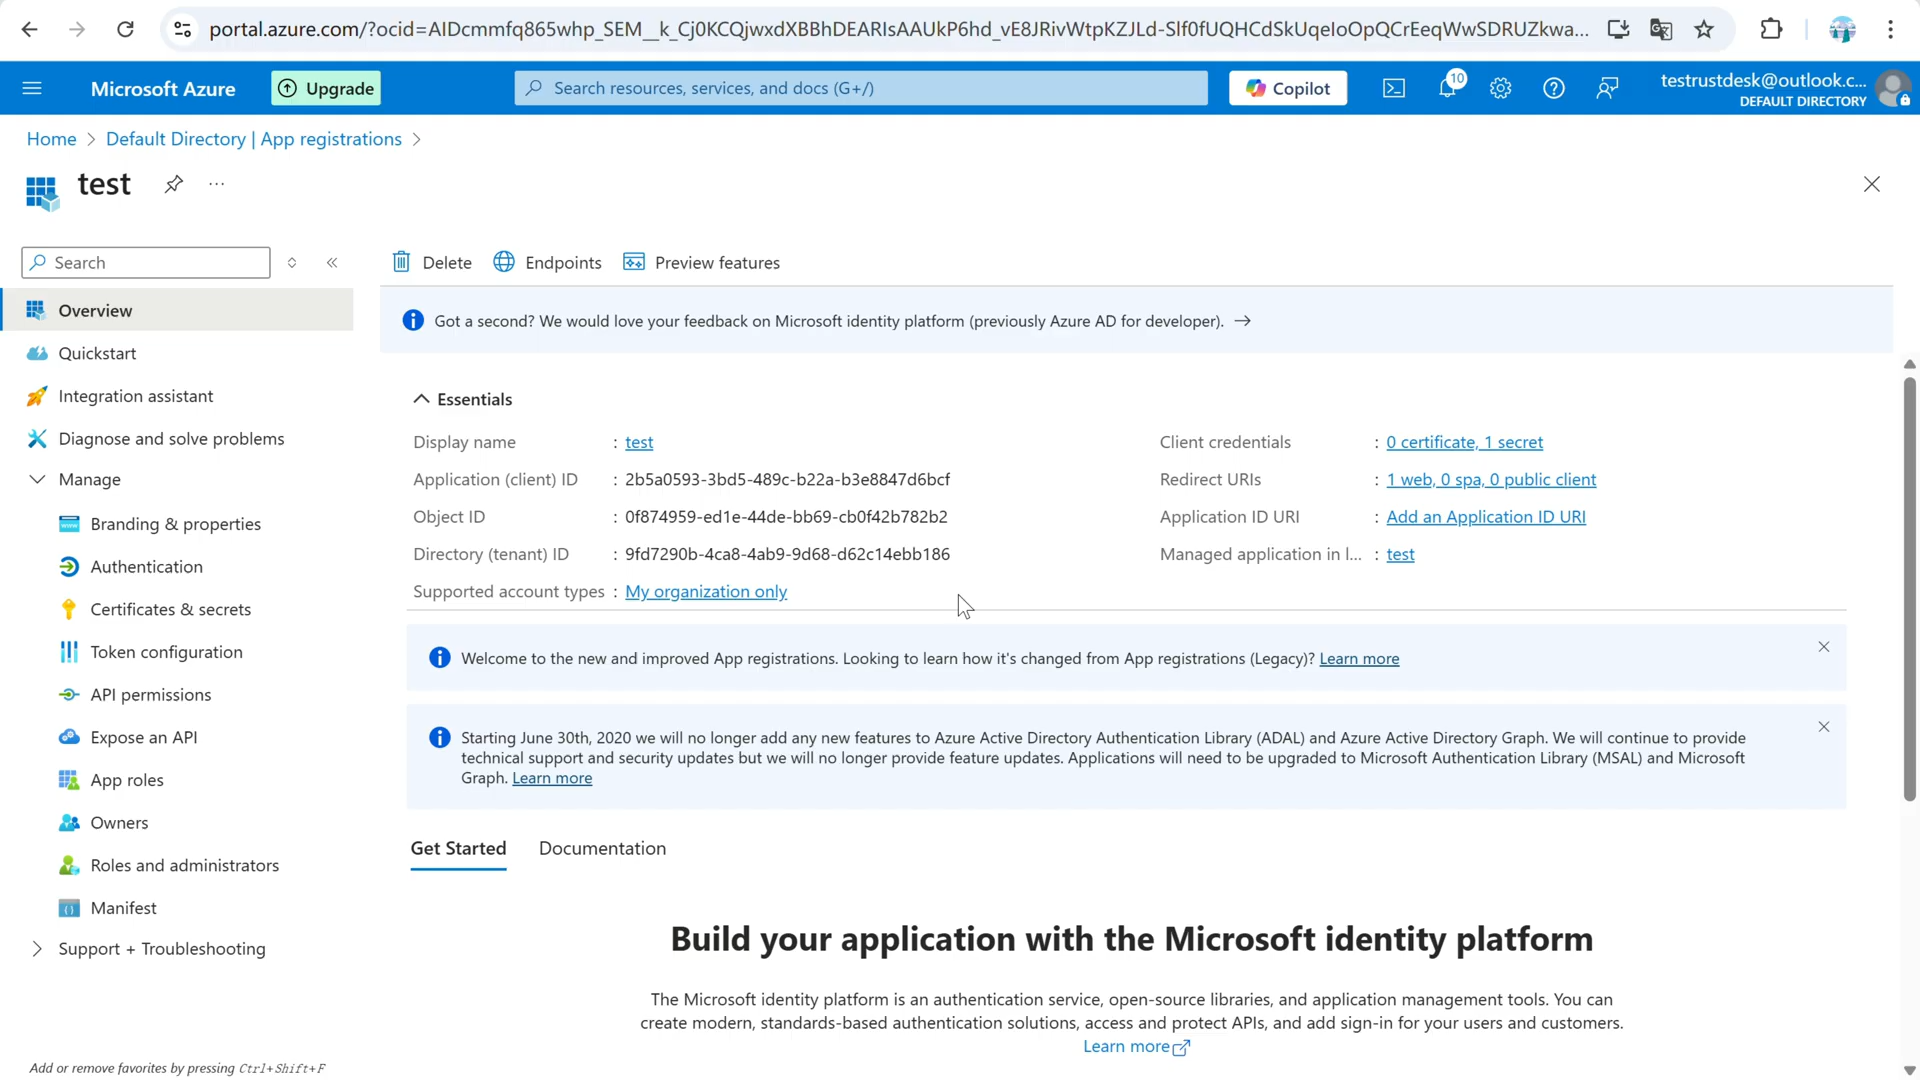 portal.azure.com/?ocid=AIDcmmfq865whp_SEM__k_Cj0KCQjwxdXBBhDEARIsAAUkP6hd_vE8JRivWtpKZJLd-Slf0fUQHCdSkUqeIoOpQCrEeqWwSDRUZkwa...
Microsoft Azure
Upgrade
Search resources, services, and docs (G+/)
Copilot
10
testrustdesk@outlook.c...
DEFAULT DIRECTORY
Home > Default Directory | App registrations >
test
...
Search
Delete
Endpoints
Preview features
Overview
Quickstart
Integration assistant
Diagnose and solve problems
Manage
Branding & properties
Authentication
Certificates & secrets
Token configuration
API permissions
Expose an API
App roles
Owners
Roles and administrators
Manifest
Support + Troubleshooting
Add or remove favorites by pressing Ctrl+Shift+F
Got a second? We would love your feedback on Microsoft identity platform (previously Azure AD for developer). →
Essentials
Display name : test
Application (client) ID : 2b5a0593-3bd5-489c-b22a-b3e8847d6bcf
Object ID : 0f874959-ed1e-44de-bb69-cb0f42b782b2
Directory (tenant) ID : 9fd7290b-4ca8-4ab9-9d68-d62c14ebb186
Supported account types : My organization only
Client credentials : 0 certificate, 1 secret
Redirect URIs : 1 web, 0 spa, 0 public client
Application ID URI : Add an Application ID URI
Managed application in l... : test
Welcome to the new and improved App registrations. Looking to learn how it's changed from App registrations (Legacy)? Learn more
Starting June 30th, 2020 we will no longer add any new features to Azure Active Directory Authentication Library (ADAL) and Azure Active Directory Graph. We will continue to provide
technical support and security updates but we will no longer provide feature updates. Applications will need to be upgraded to Microsoft Authentication Library (MSAL) and Microsoft
Graph. Learn more
Get Started
Documentation
Build your application with the Microsoft identity platform
The Microsoft identity platform is an authentication service, open-source libraries, and application management tools. You can
create modern, standards-based authentication solutions, access and protect APIs, and add sign-in for your users and customers.
Learn more